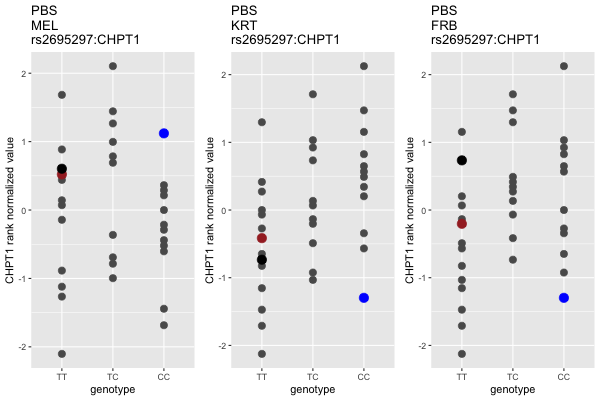 PBS
MEL
rs2695297:CHPT1
CHPT1 rank normalized value
2
1
0
-1
-2
TT TC CC
genotype
PBS
KRT
rs2695297:CHPT1
CHPT1 rank normalized value
2
1
0
-1
-2
TT TC CC
genotype
PBS
FRB
rs2695297:CHPT1
CHPT1 rank normalized value
2
1
0
-1
-2
TT TC CC
genotype